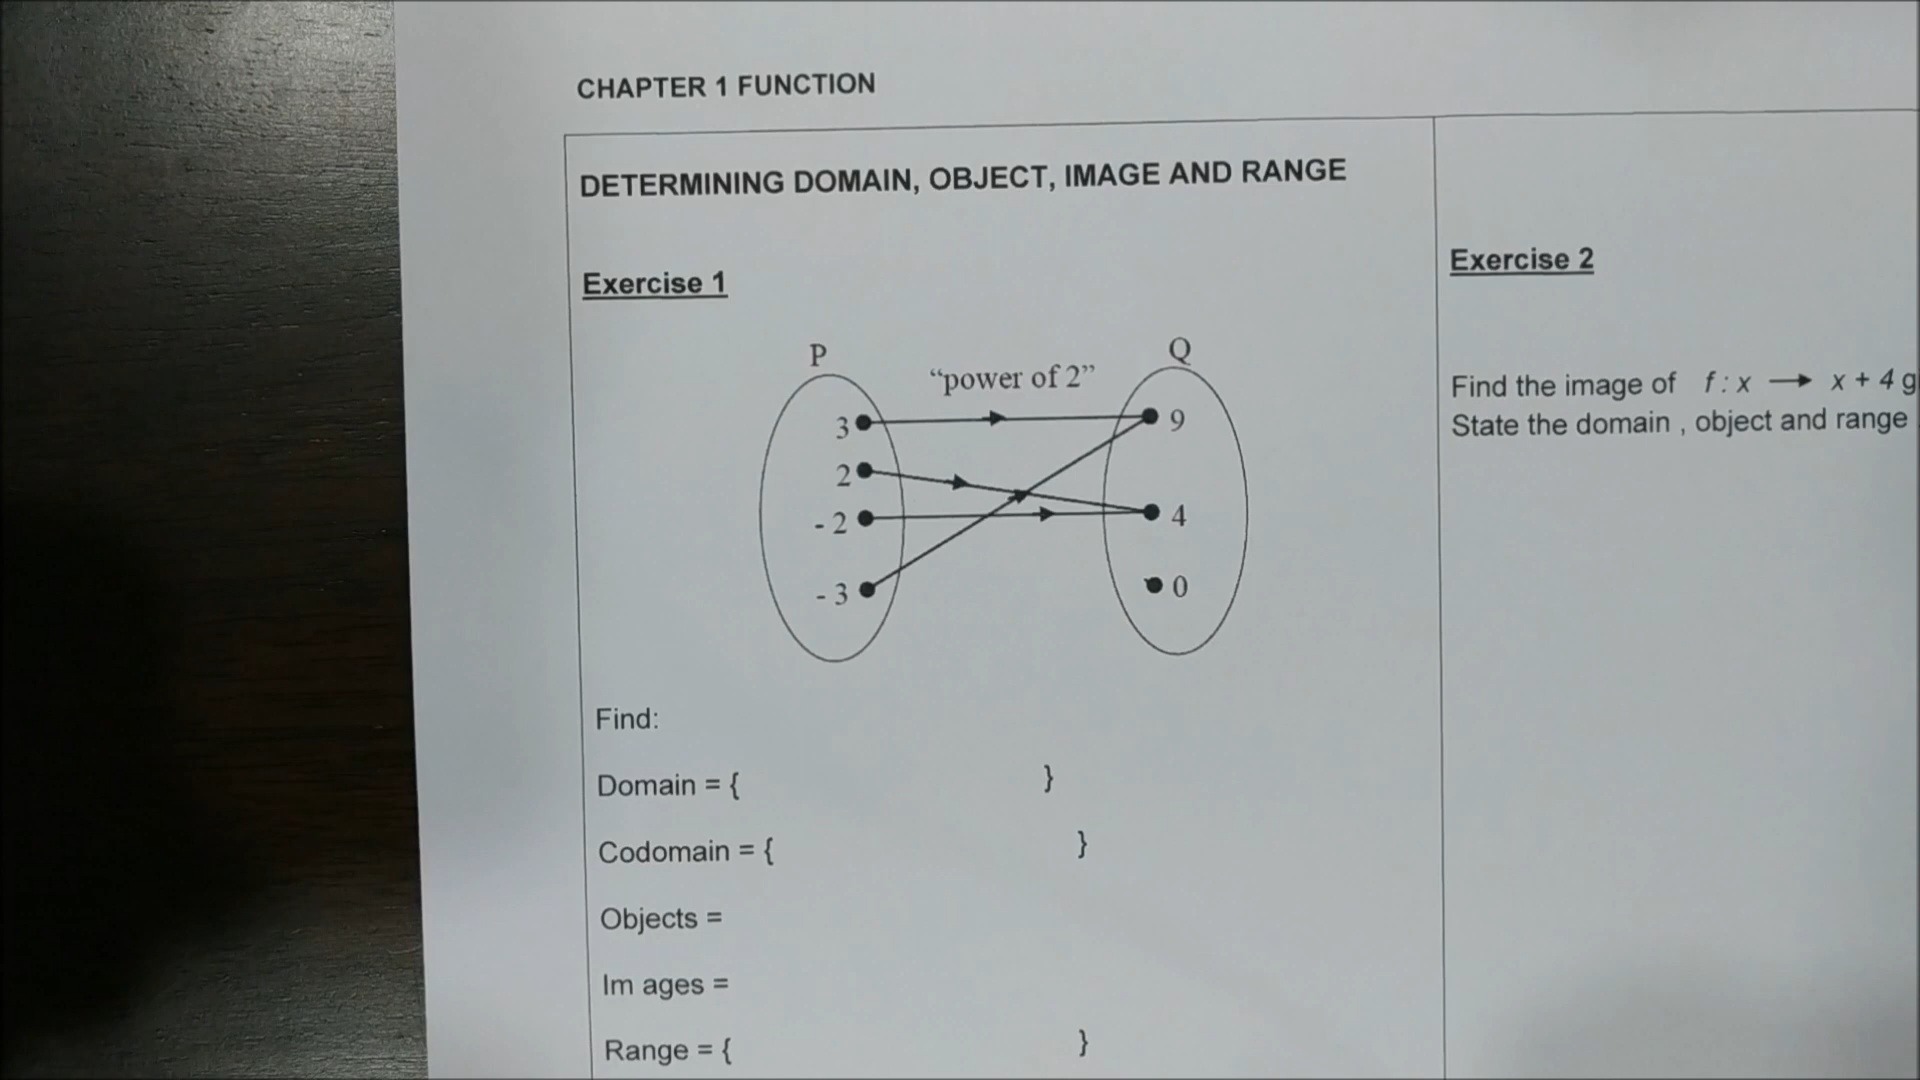 CHAPTER 1 FUNCTION
DETERMINING DOMAIN, OBJECT, IMAGE AND RANGE
Exercise 1
P
Q
“power of 2”
3
9
2
- 2
4
- 3
0
Find:
Domain = { }
Codomain = { }
Objects =
Im ages =
Range = { }
Exercise 2
Find the image of f : x → x + 4
State the domain , object and range